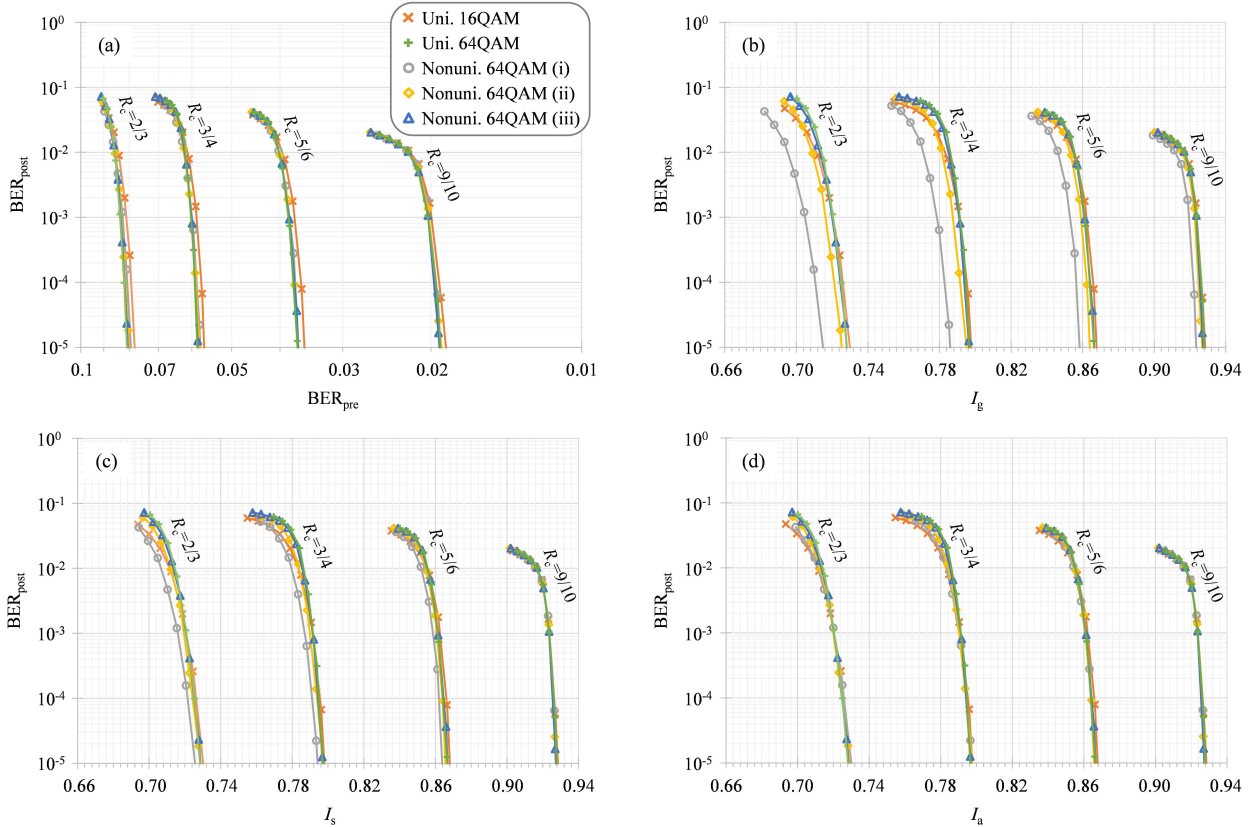 (a)
Uni. 16QAM
Uni. 64QAM
Nonuni. 64QAM (i)
Nonuni. 64QAM (ii)
Nonuni. 64QAM (iii)
10⁰
10⁻¹
10⁻²
10⁻³
10⁻⁴
10⁻⁵
BER_post
R_c=2/3
R_c=3/4
R_c=5/6
R_c=9/10
0.1 0.07 0.05 0.03 0.02 0.01
BER_pre
(b)
10⁰
10⁻¹
10⁻²
10⁻³
10⁻⁴
10⁻⁵
BER_post
R_c=2/3
R_c=3/4
R_c=5/6
R_c=9/10
0.66 0.70 0.74 0.78 0.82 0.86 0.90 0.94
I_g
(c)
10⁰
10⁻¹
10⁻²
10⁻³
10⁻⁴
10⁻⁵
BER_post
R_c=2/3
R_c=3/4
R_c=5/6
R_c=9/10
0.66 0.70 0.74 0.78 0.82 0.86 0.90 0.94
I_s
(d)
10⁰
10⁻¹
10⁻²
10⁻³
10⁻⁴
10⁻⁵
BER_post
R_c=2/3
R_c=3/4
R_c=5/6
R_c=9/10
0.66 0.70 0.74 0.78 0.82 0.86 0.90 0.94
I_a